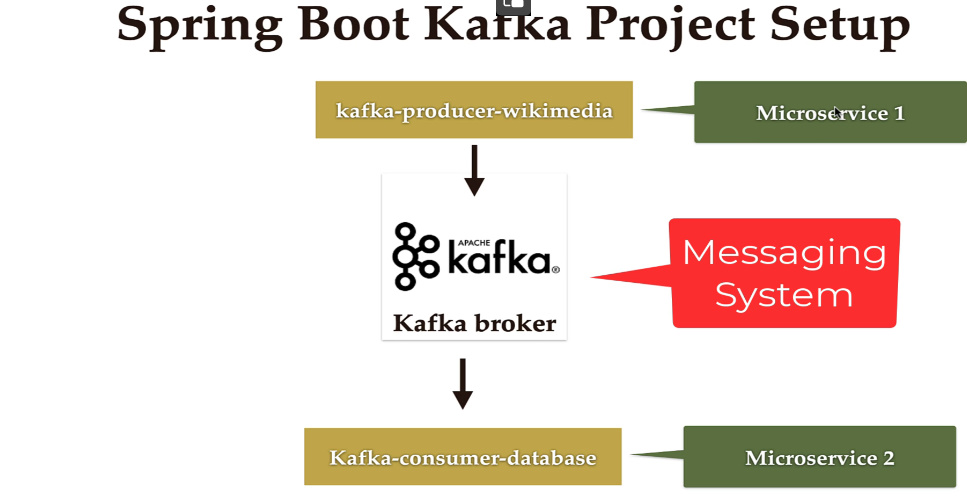 Spring Boot Kafka Project Setup
kafka-producer-wikimedia
Microservice 1
APACHE
kafka®
Kafka broker
Messaging
System
Kafka-consumer-database
Microservice 2